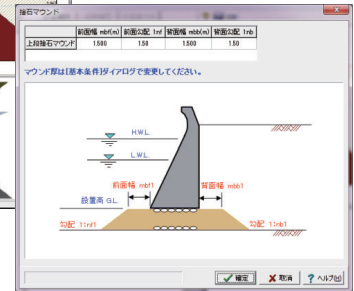 捨石マウンド
前面幅 mbf(m) 前面勾配 1:nf 背面幅 mbb(m) 背面勾配 1:nb
上段捨石マウンド 1.500 1.50 1.500 1.50
マウンド厚は[基本条件]ダイアログで変更してください。
H.W.L.
L.W.L.
前面幅 mbf1 背面幅 mbb1
設置高 G.L.
勾配 1:nf1 勾配 1:nb1
確定 取消 ? ヘルプ(H)